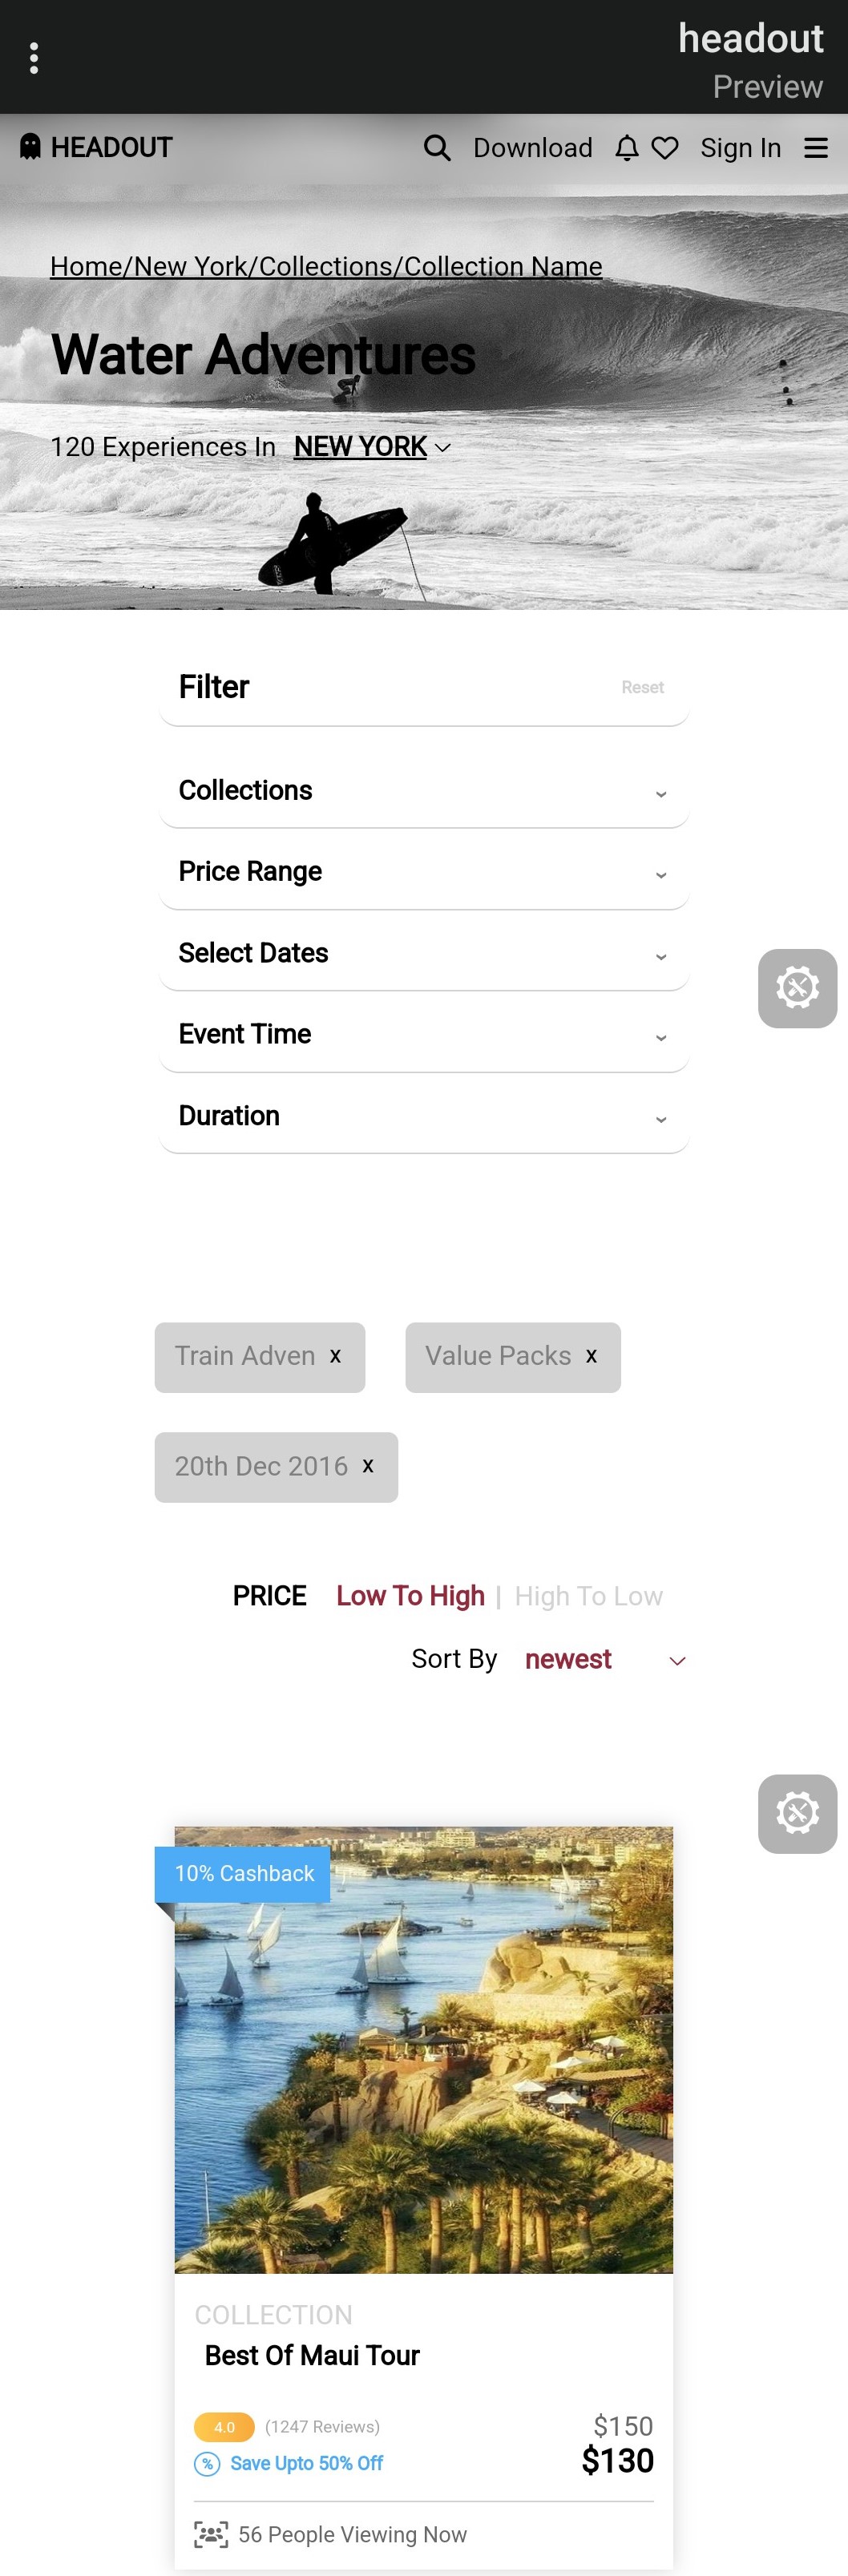 headout
Preview
HEADOUT Download Sign In
Home/New York/Collections/Collection Name
Water Adventures
120 Experiences In NEW YORK
Filter Reset
Collections
Price Range
Select Dates
Event Time
Duration
Train Adven x Value Packs x
20th Dec 2016 x
PRICE Low To High | High To Low
Sort By newest
10% Cashback
COLLECTION
Best Of Maui Tour
4.0 (1247 Reviews) $150
% Save Upto 50% Off $130
56 People Viewing Now